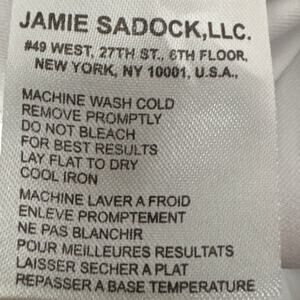 JAMIE SADOCK,LLC.
#49 WEST, 27TH ST., 6TH FLOOR,
NEW YORK, NY 10001, U.S.A.,
MACHINE WASH COLD
REMOVE PROMPTLY
DO NOT BLEACH
FOR BEST RESULTS
LAY FLAT TO DRY
COOL IRON
MACHINE LAVER A FROID
ENLEVE PROMPTEMENT
NE PAS BLANCHIR
POUR MEILLEURES RESULTATS
LAISSER SECHER A PLAT
REPASSER A BASE TEMPERATURE